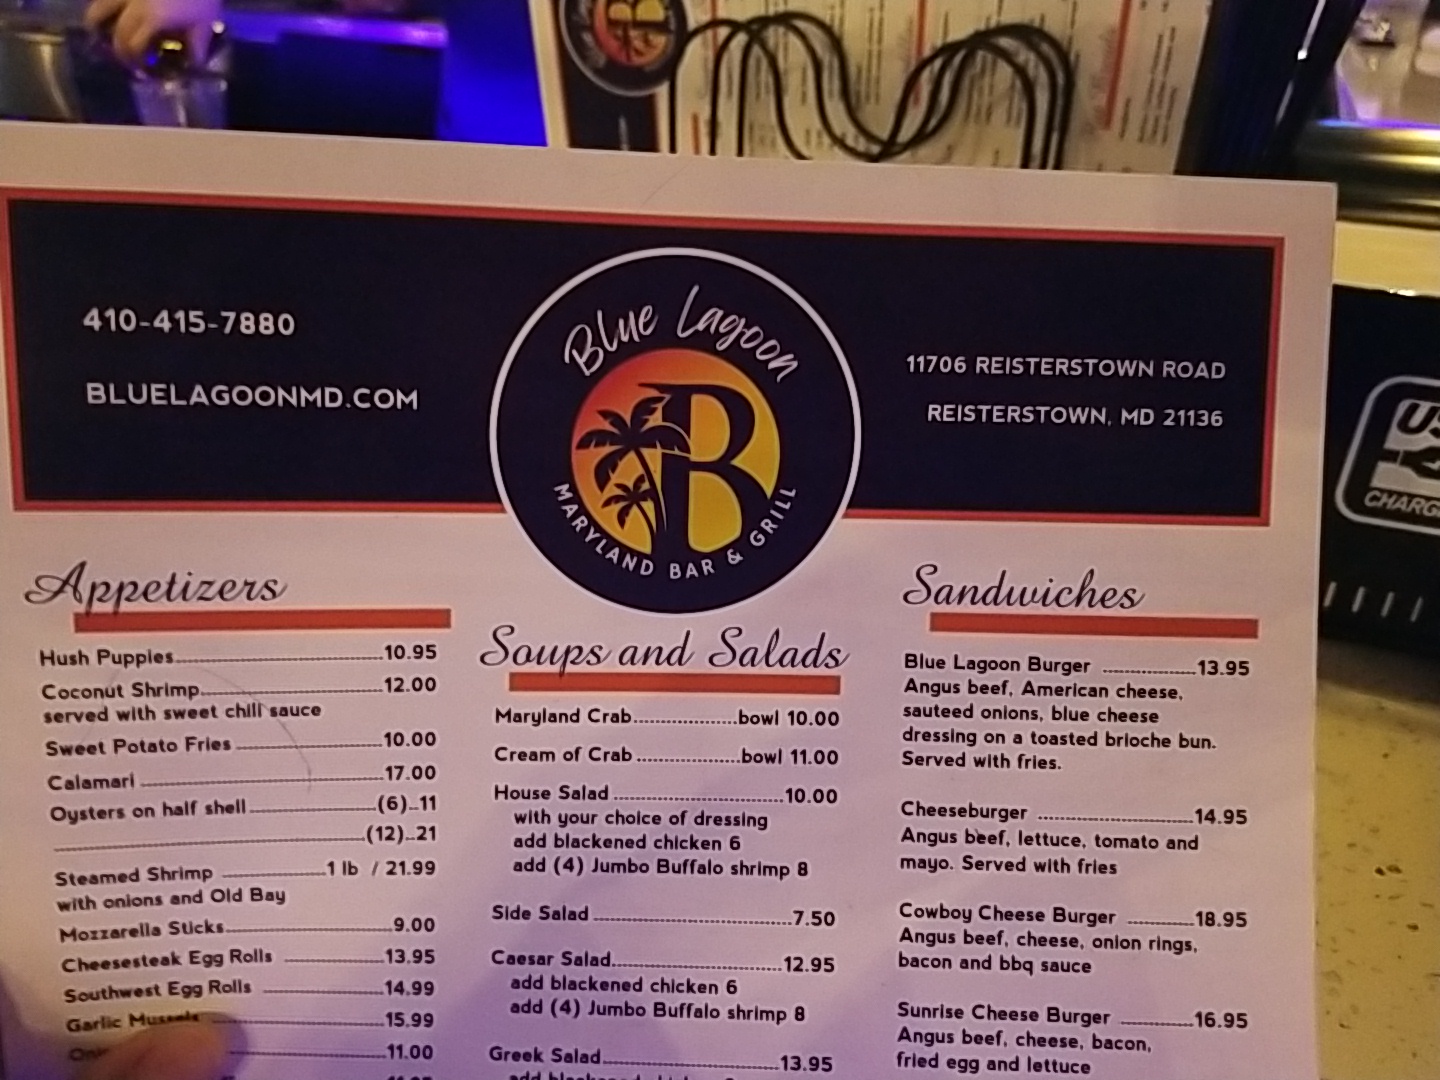 410-415-7880
BLUELAGOONMD.COM
Blue Lagoon
B
MARYLAND BAR & GRILL
11706 REISTERSTOWN ROAD
REISTERSTOWN, MD 21136
Appetizers
Hush Puppies 10.95
Coconut Shrimp 12.00
served with sweet chili sauce
Sweet Potato Fries 10.00
Calamari 17.00
Oysters on half shell (6) 11
(12) 21
Steamed Shrimp 1 lb / 21.99
with onions and Old Bay
Mozzarella Sticks 9.00
Cheesesteak Egg Rolls 13.95
Southwest Egg Rolls 14.99
Garlic Mussels 15.99
11.00
Soups and Salads
Maryland Crab bowl 10.00
Cream of Crab bowl 11.00
House Salad 10.00
with your choice of dressing
add blackened chicken 6
add (4) Jumbo Buffalo shrimp 8
Side Salad 7.50
Caesar Salad 12.95
add blackened chicken 6
add (4) Jumbo Buffalo shrimp 8
Greek Salad 13.95
Sandwiches
Blue Lagoon Burger 13.95
Angus beef, American cheese,
sauteed onions, blue cheese
dressing on a toasted brioche bun.
Served with fries.
Cheeseburger 14.95
Angus beef, lettuce, tomato and
mayo. Served with fries
Cowboy Cheese Burger 18.95
Angus beef, cheese, onion rings,
bacon and bbq sauce
Sunrise Cheese Burger 16.95
Angus beef, cheese, bacon,
fried egg and lettuce